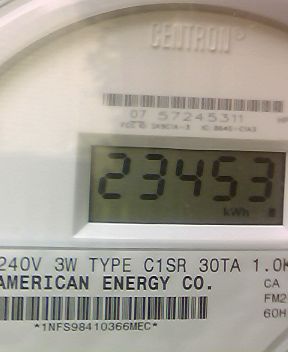 CENTRON®
07 57245311
23453
kWh
240V 3W TYPE C1SR 30TA 1.0K
AMERICAN ENERGY CO.
CA
FM2
60H
*1NFS98410366MEC*